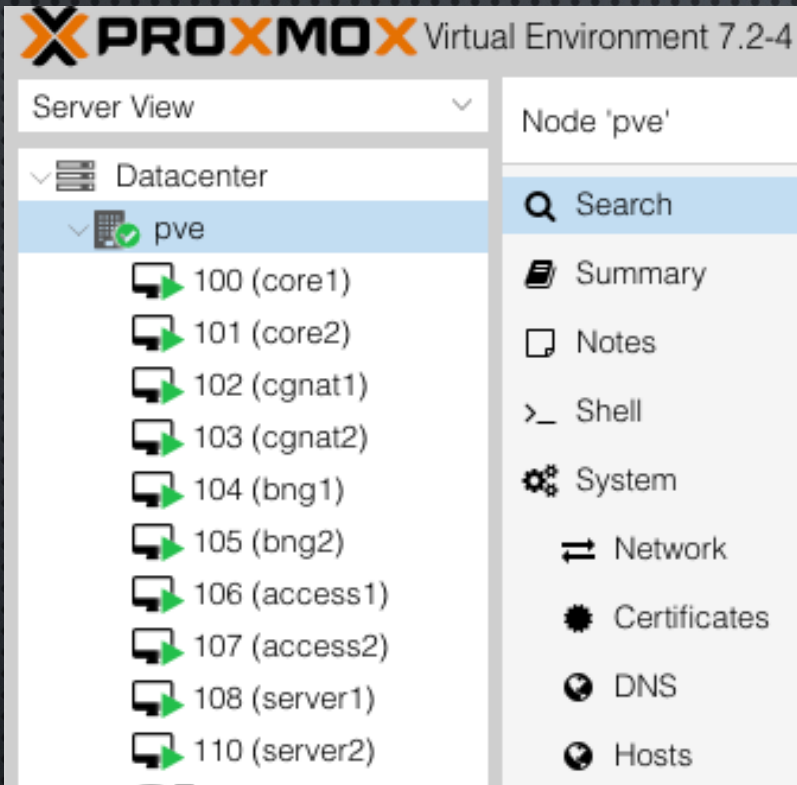 PROXMOX Virtual Environment 7.2-4
Server View
Datacenter
pve
100 (core1)
101 (core2)
102 (cgnat1)
103 (cgnat2)
104 (bng1)
105 (bng2)
106 (access1)
107 (access2)
108 (server1)
110 (server2)
Node 'pve'
Search
Summary
Notes
>_ Shell
System
Network
Certificates
DNS
Hosts